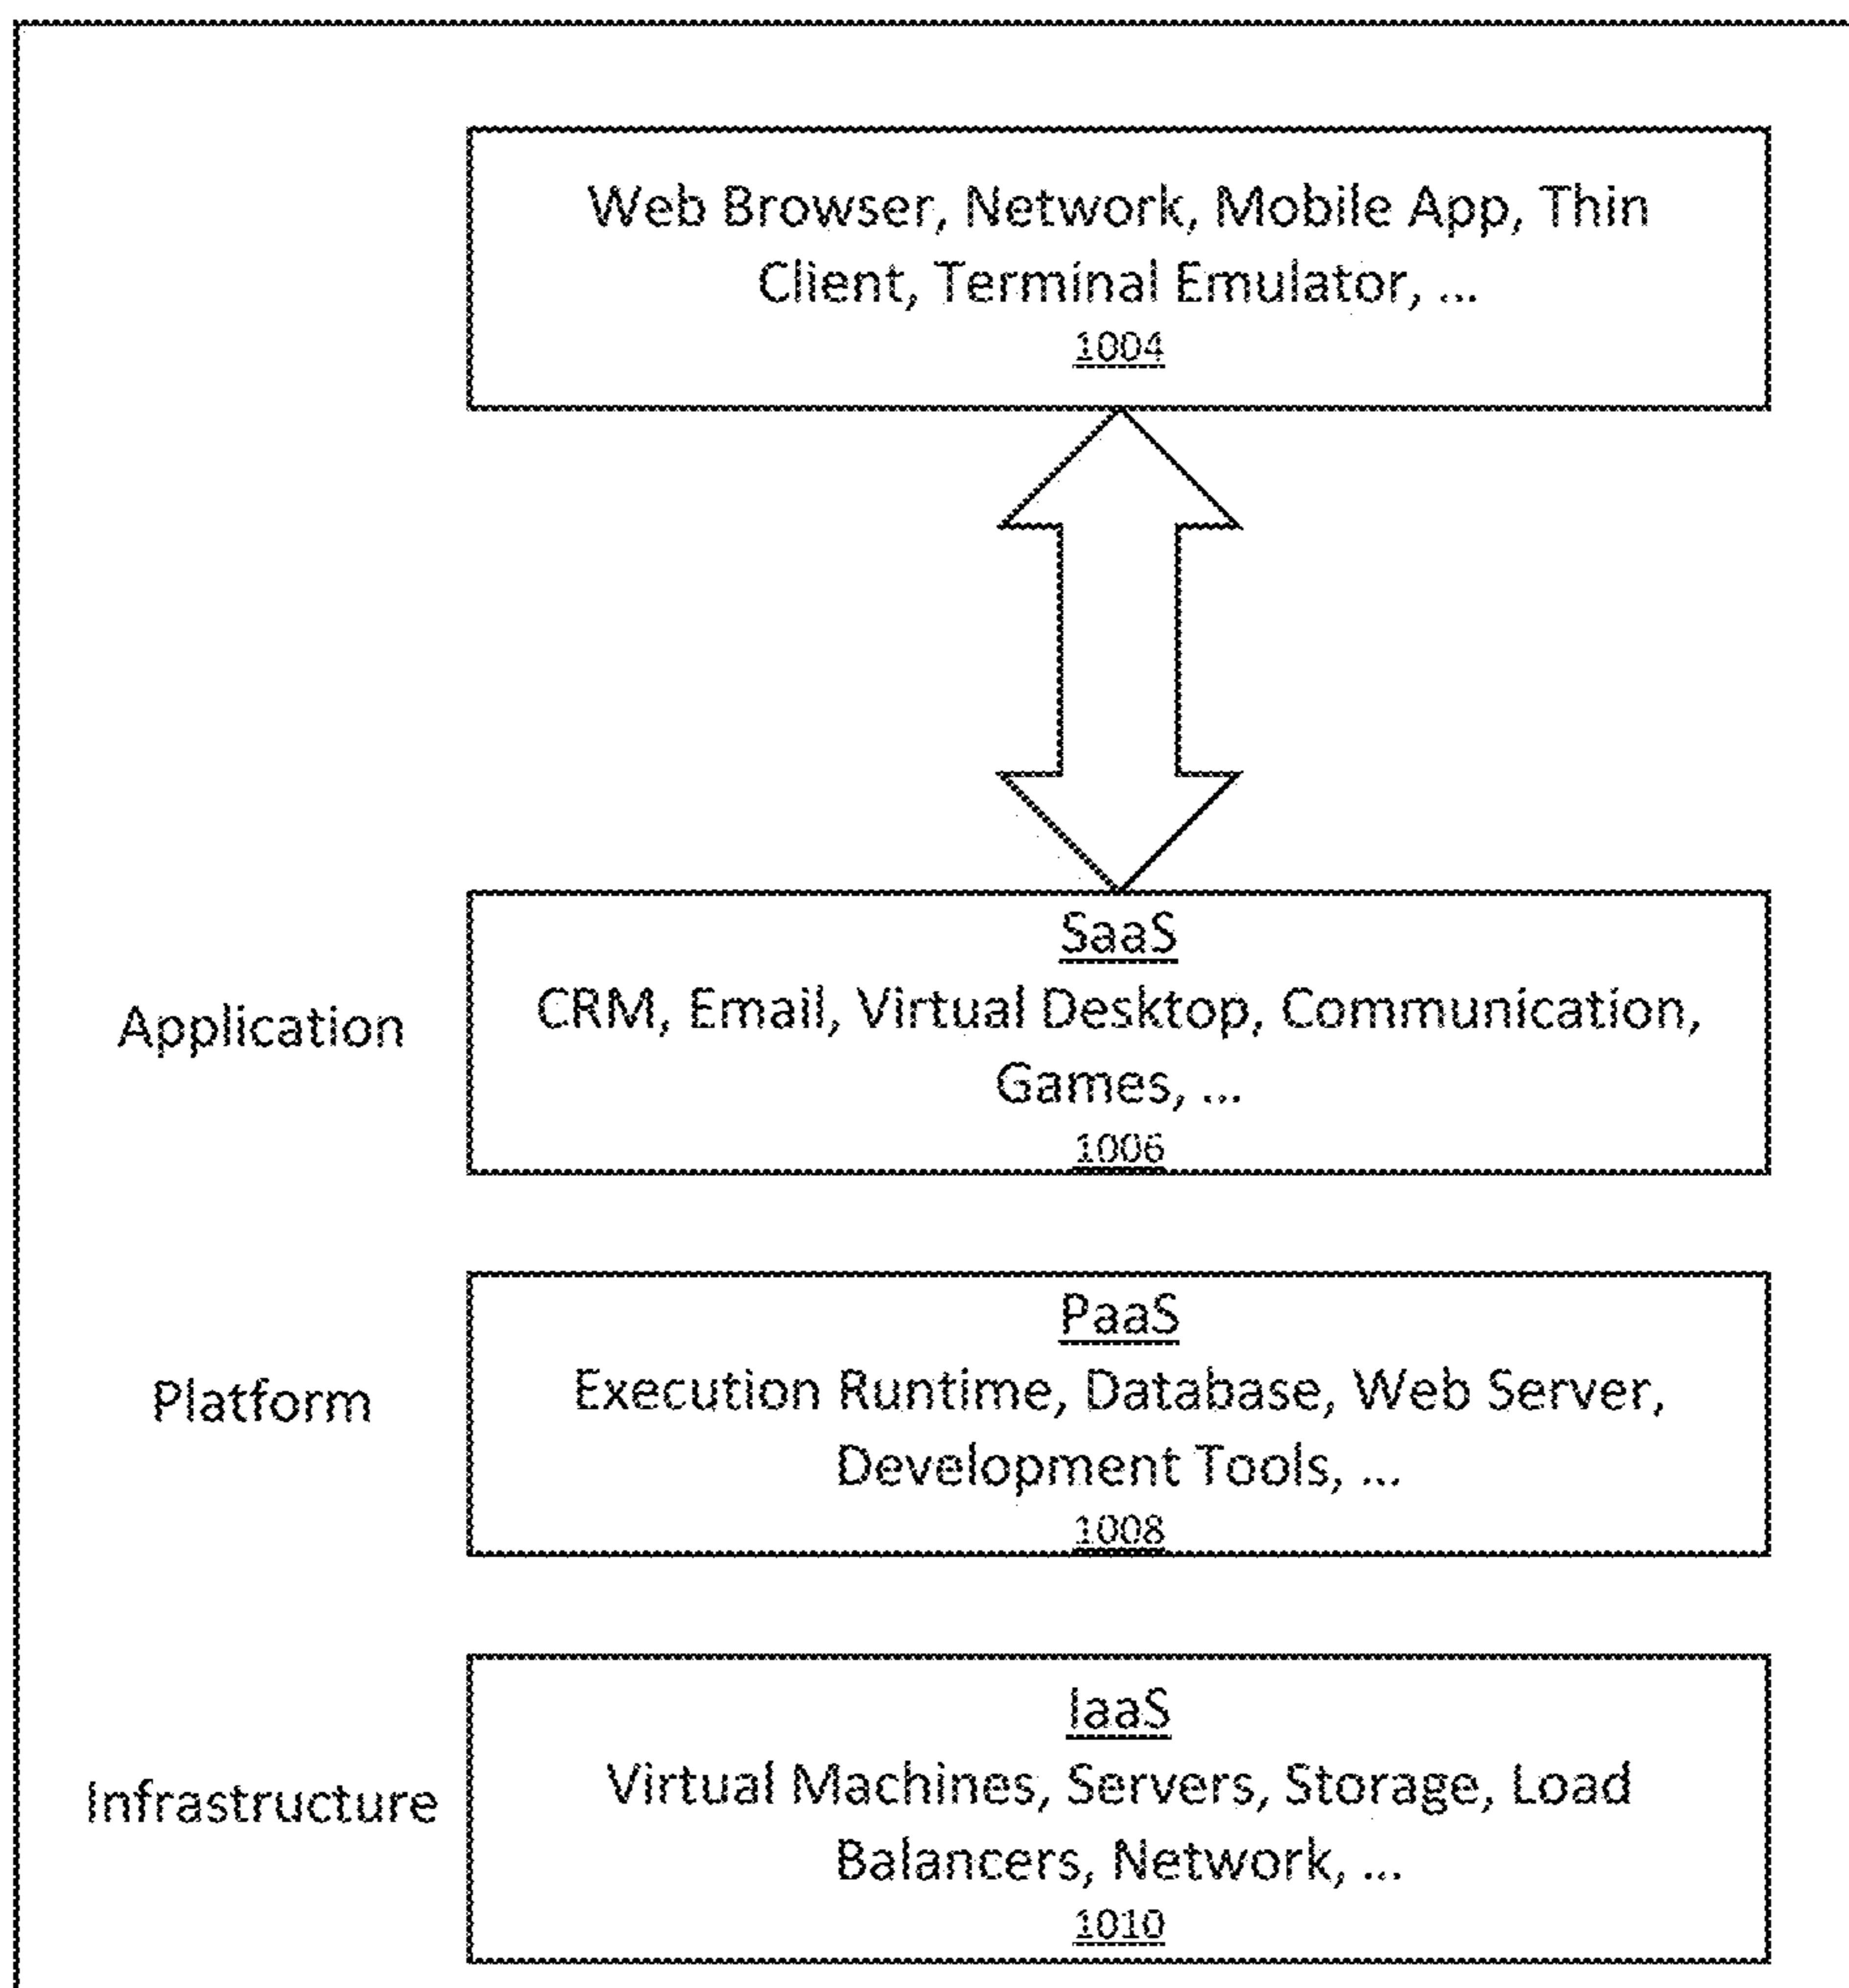 Web Browser, Network, Mobile App, Thin
Client, Terminal Emulator, ...
1004
SaaS
Application
CRM, Email, Virtual Desktop, Communication,
Games, ...
1006
PaaS
Platform
Execution Runtime, Database, Web Server,
Development Tools, ...
1008
IaaS
Infrastructure
Virtual Machines, Servers, Storage, Load
Balancers, Network, ...
1010